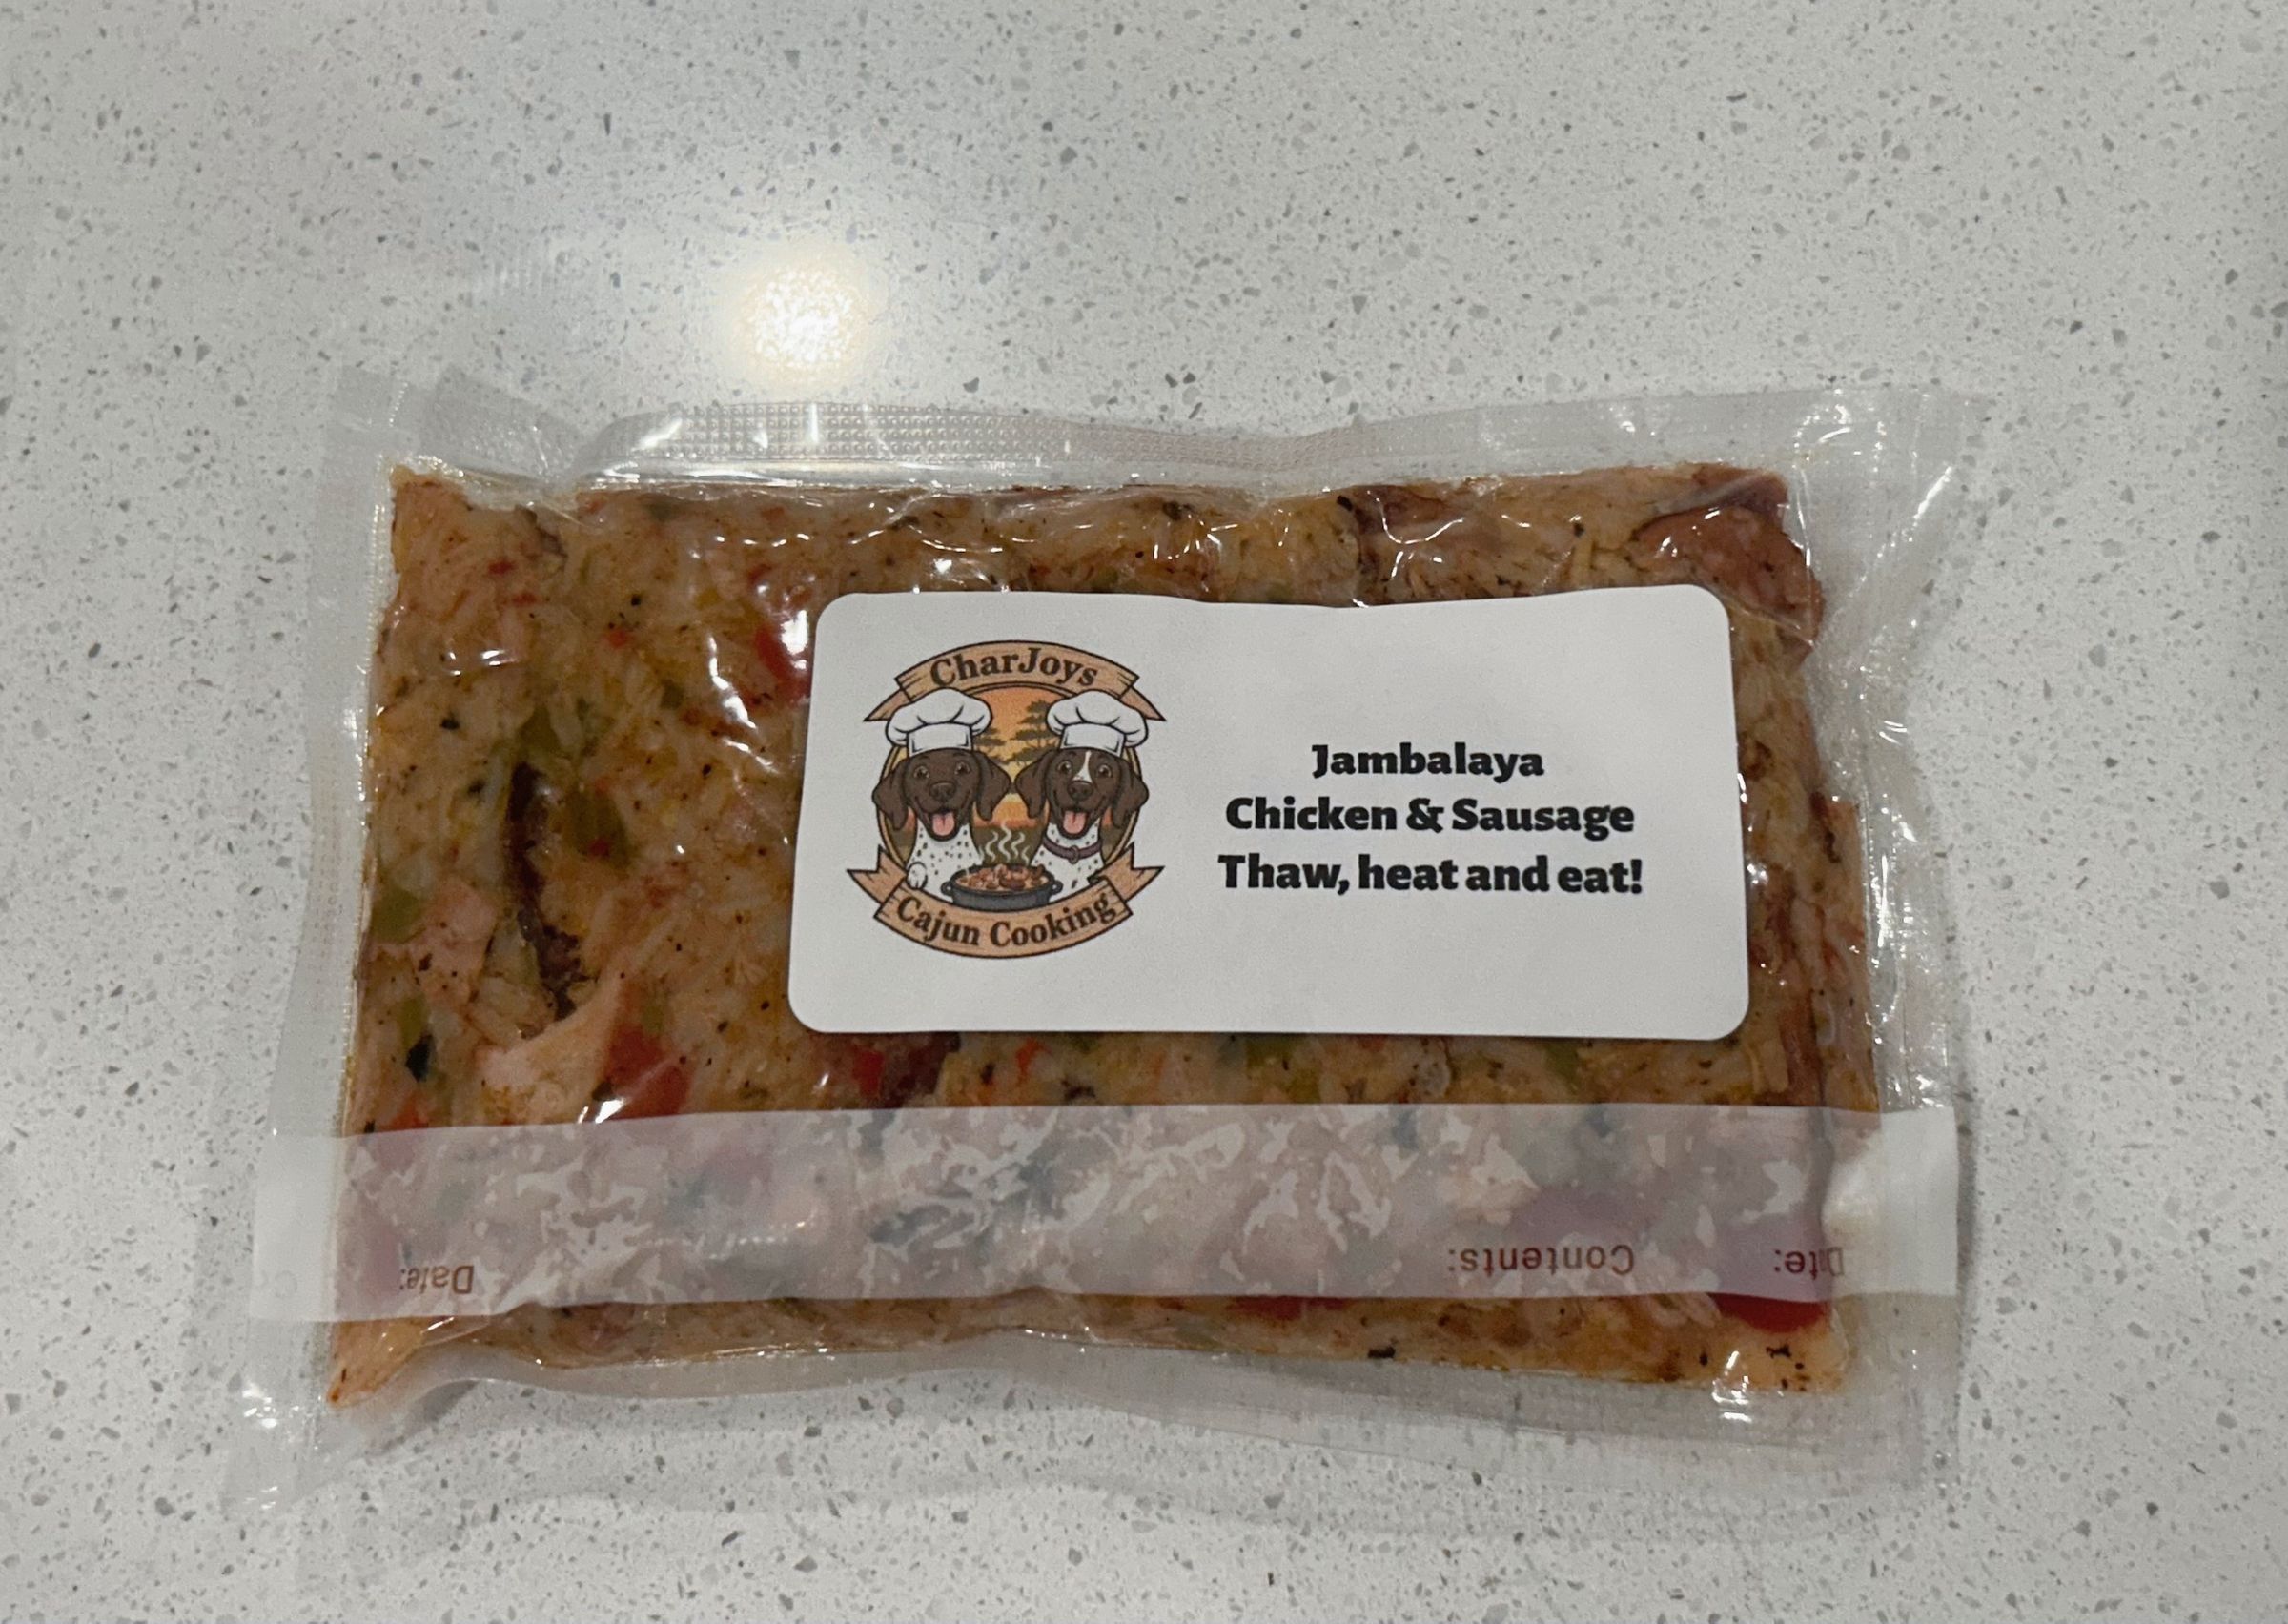 CharJoys
Cajun Cooking
Jambalaya
Chicken & Sausage
Thaw, heat and eat!
Date:
Contents:
Date: